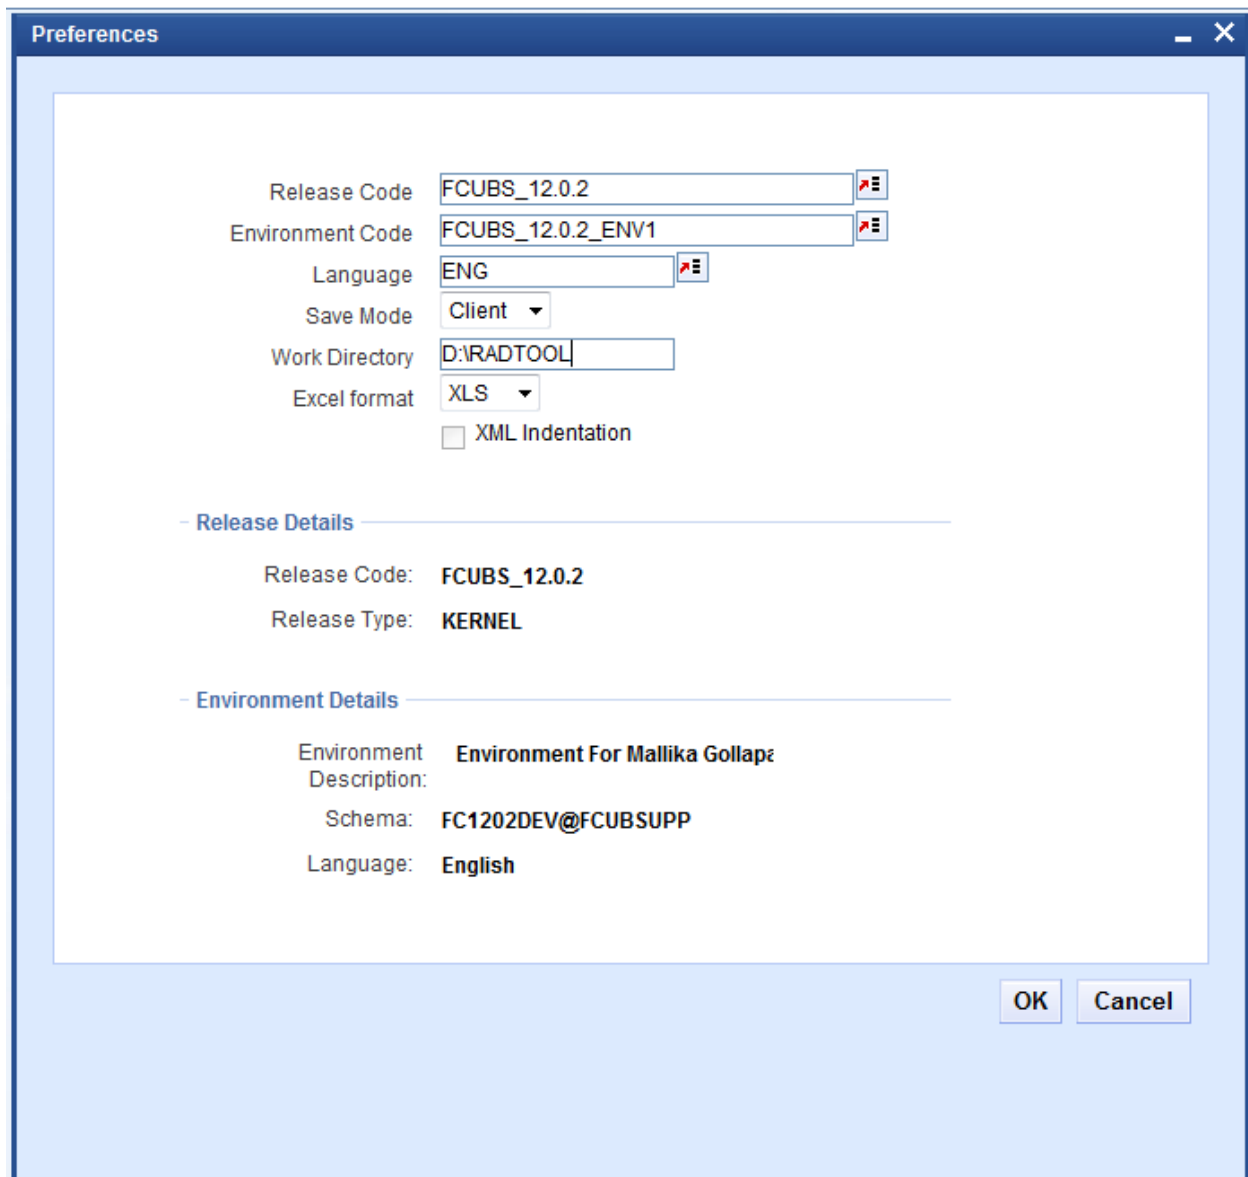 Preferences
Release Code FCUBS_12.0.2
Environment Code FCUBS_12.0.2_ENV1
Language ENG
Save Mode Client
Work Directory D:\RADTOOL
Excel format XLS
XML Indentation
Release Details
Release Code: FCUBS_12.0.2
Release Type: KERNEL
Environment Details
Environment Description: Environment For Mallika Gollapa
Schema: FC1202DEV@FCUBSUPP
Language: English
OK Cancel